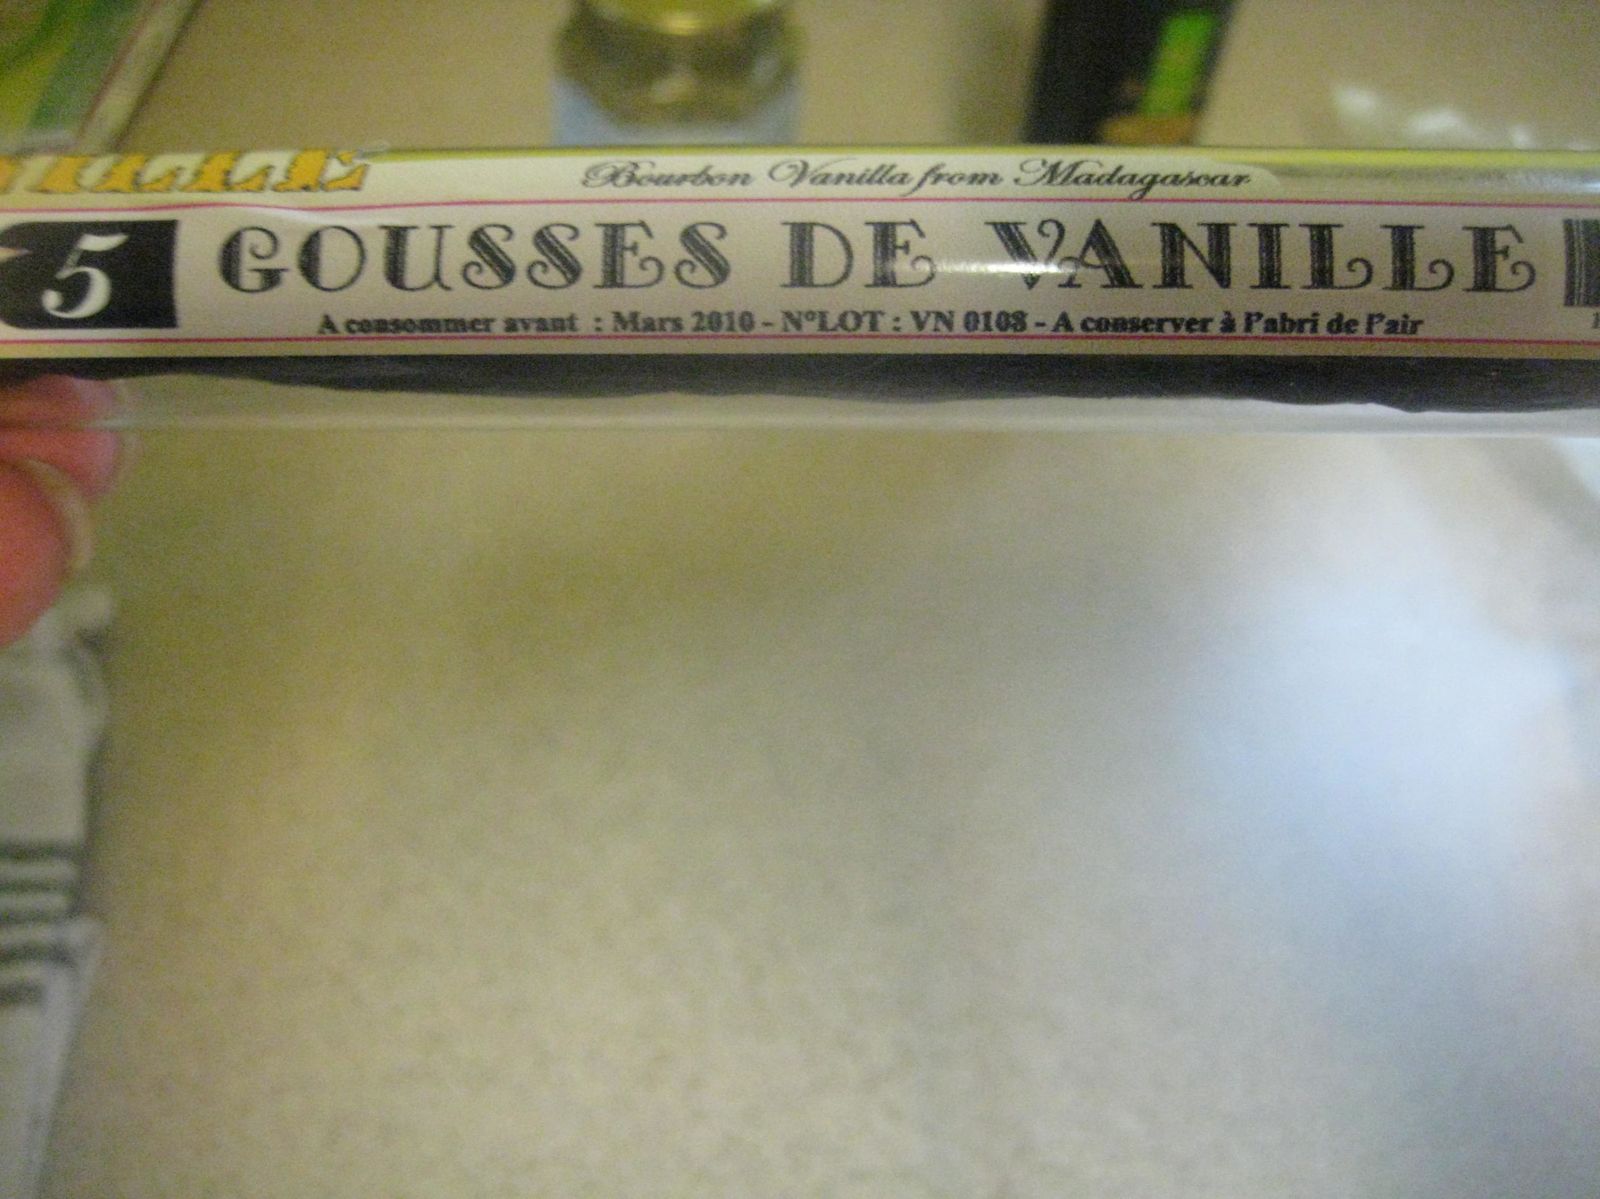 Bourbon Vanilla from Madagascar
5 GOUSSES DE VANILLE
A consommer avant : Mars 2010 - N°LOT : VN 0108 - A conserver à l'abri de l'air